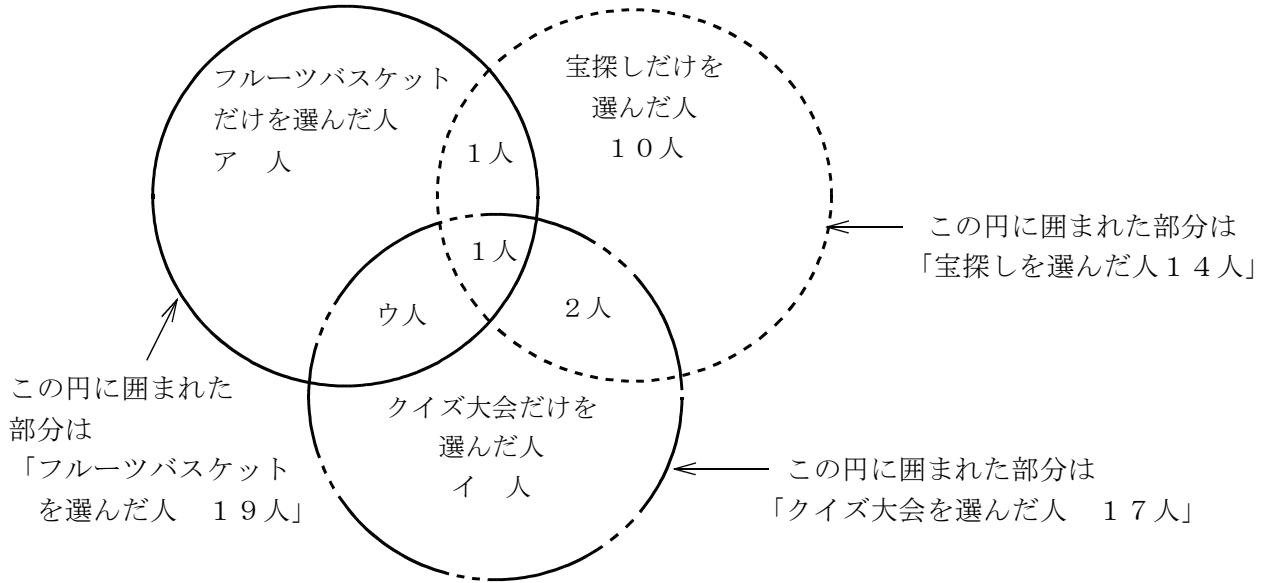 フルーツバスケット
だけを選んだ人
ア　人
宝探しだけを
選んだ人
１０人
１人
１人
ウ人
２人
この円に囲まれた部分は
「宝探しを選んだ人１４人」
この円に囲まれた
部分は
「フルーツバスケット
を選んだ人　１９人」
クイズ大会だけを
選んだ人
イ　人
この円に囲まれた部分は
「クイズ大会を選んだ人　１７人」